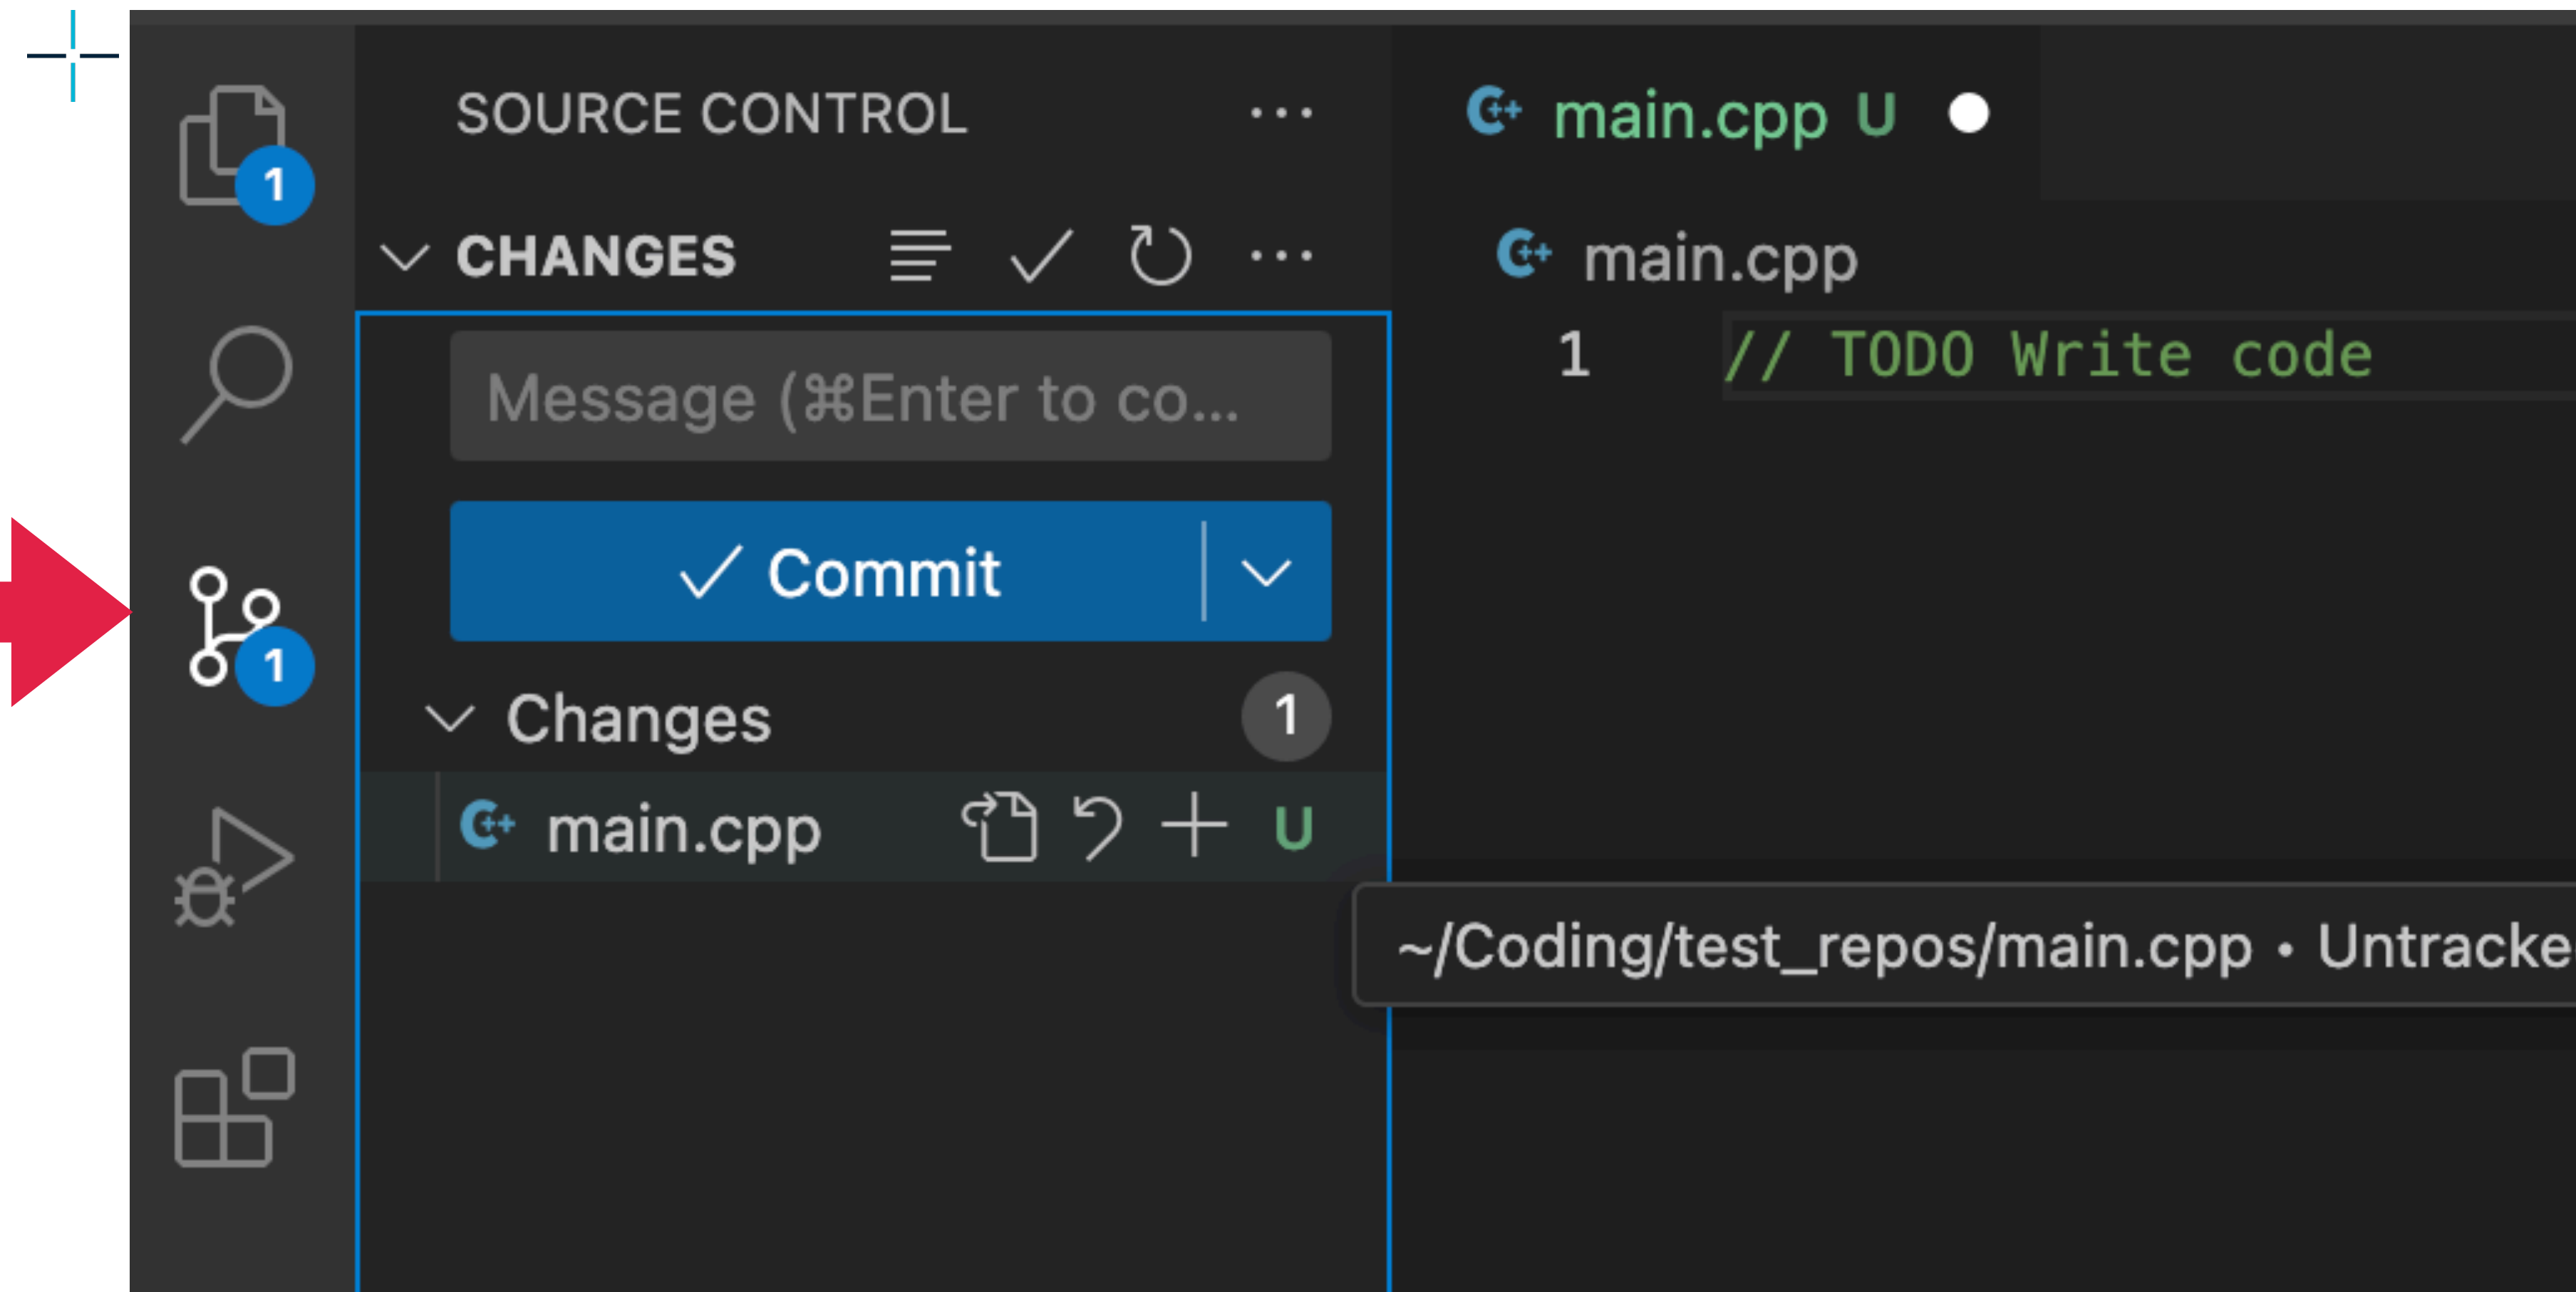 SOURCE CONTROL ...
CHANGES ...
Message (⌘Enter to co...
Commit
Changes 1
C++ main.cpp U
1
1
C++ main.cpp U
C++ main.cpp
1 // TODO Write code
~/Coding/test_repos/main.cpp • Untracke